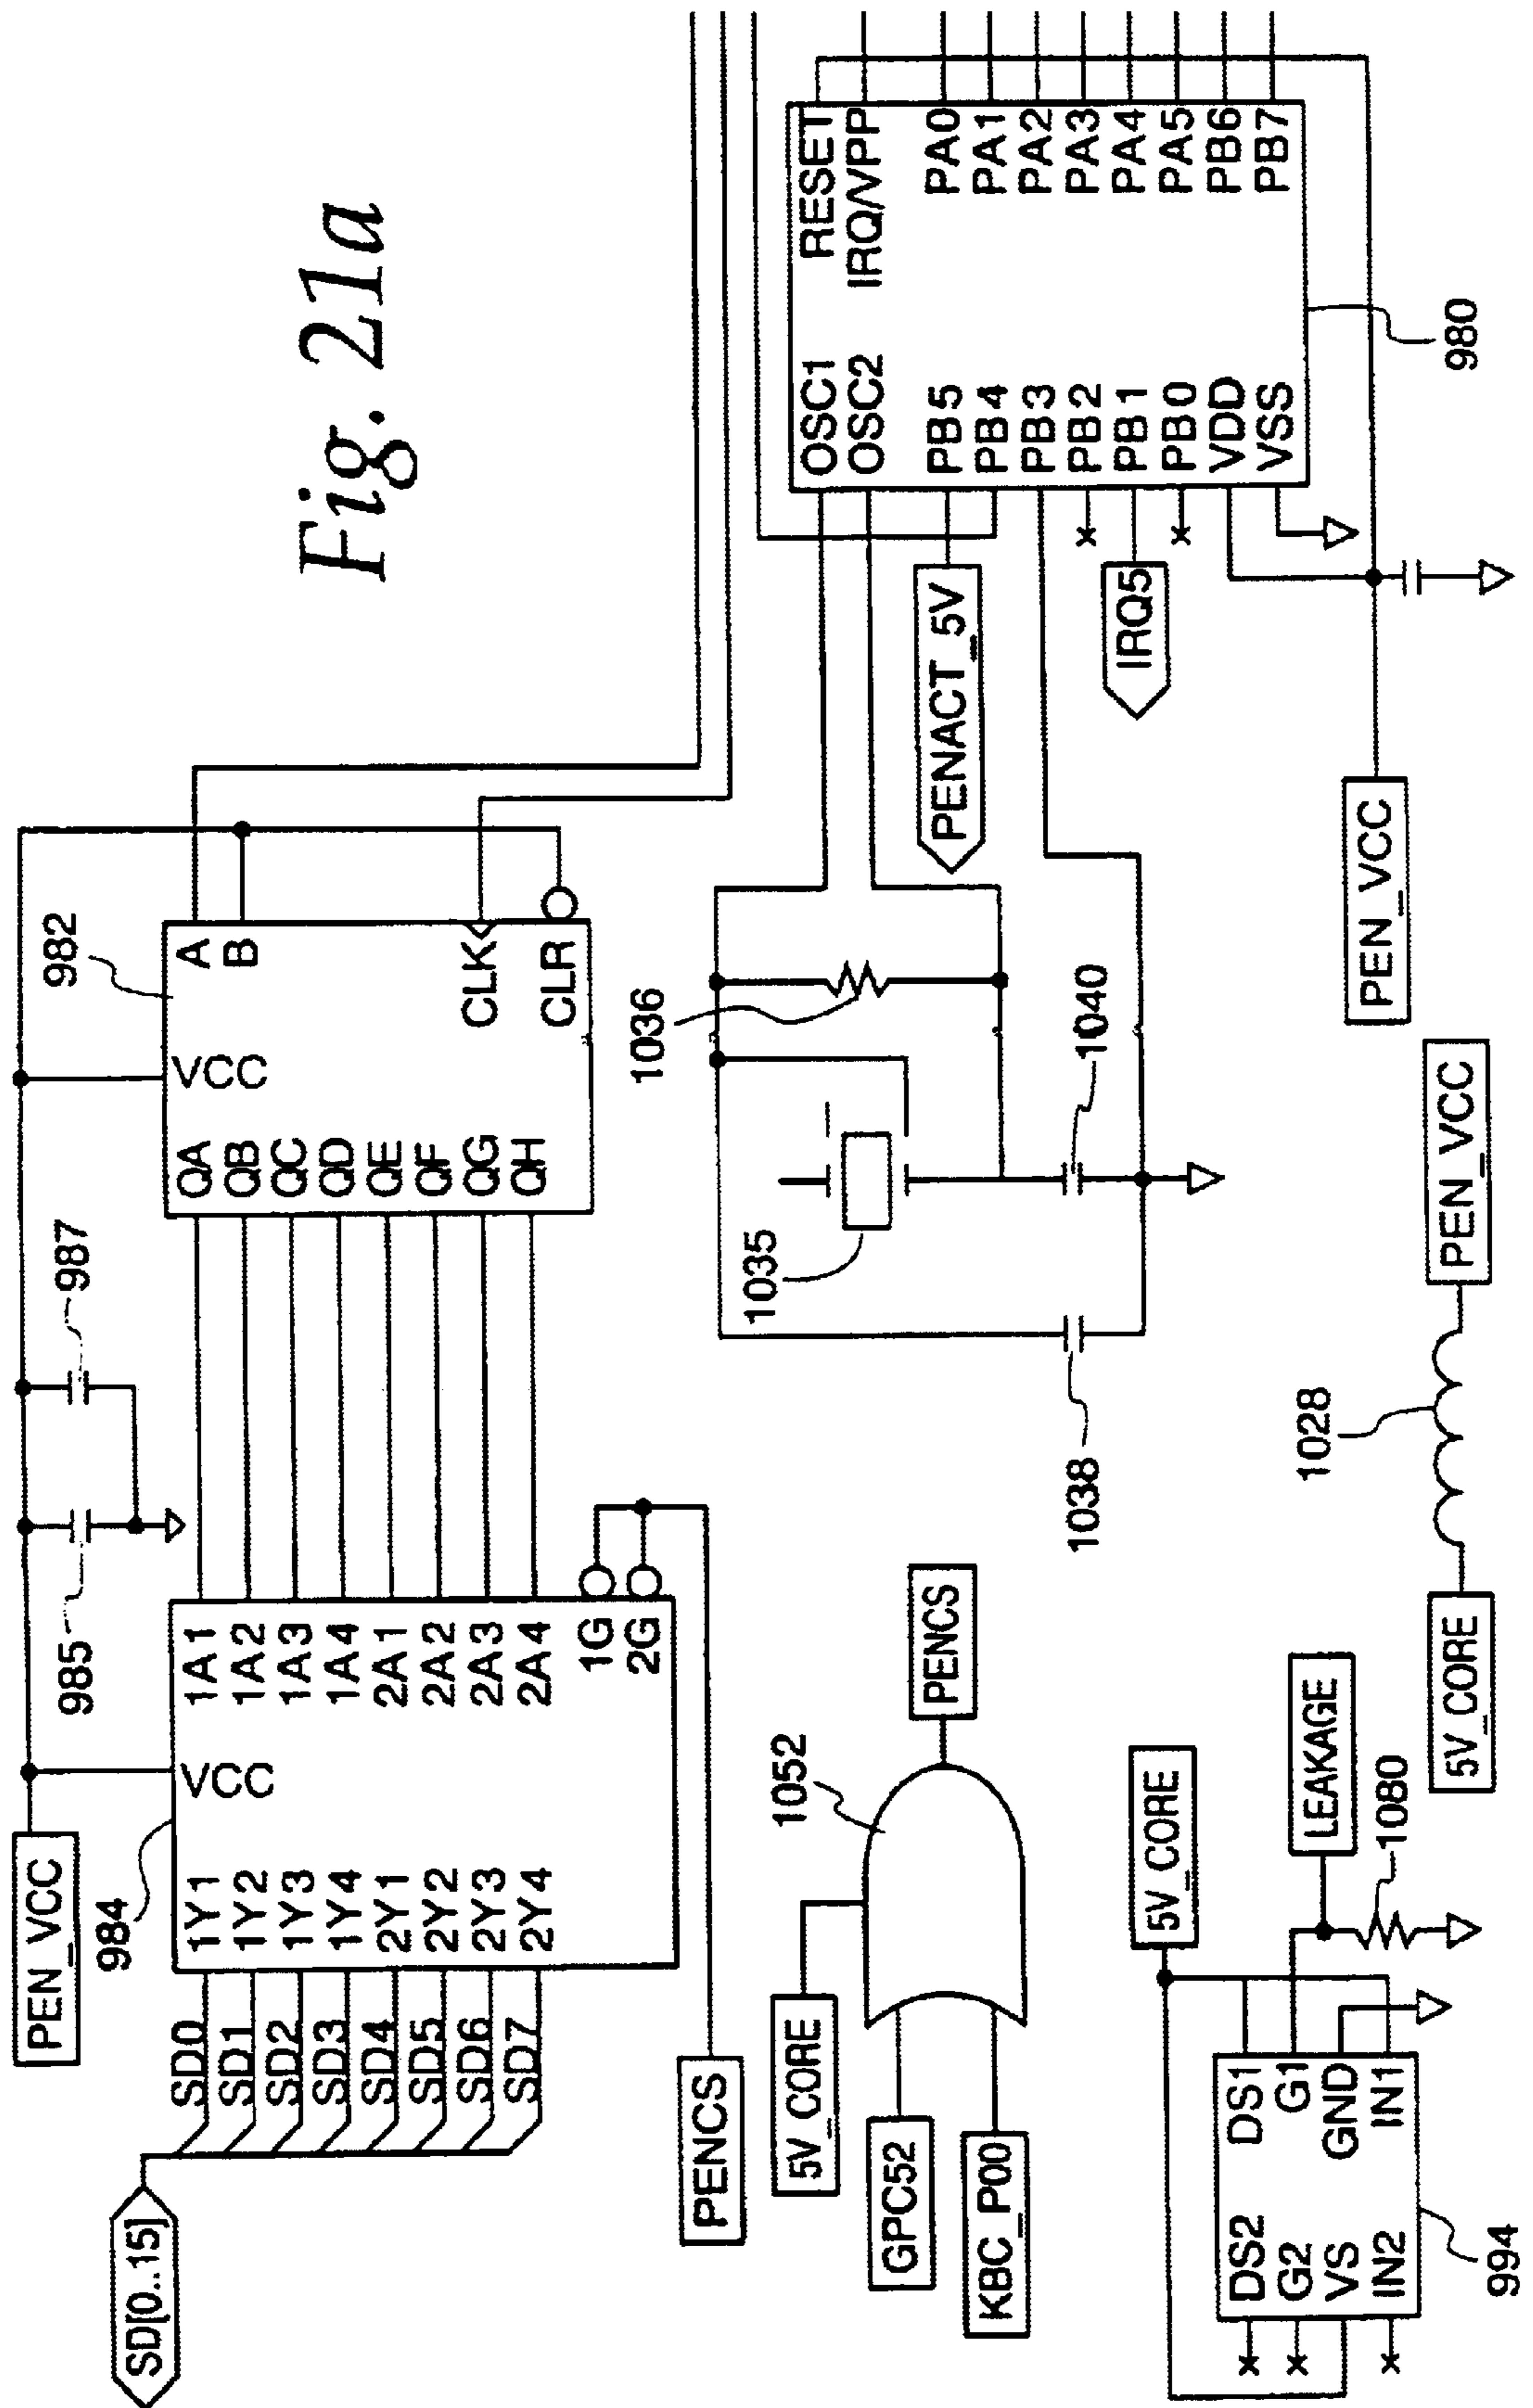 Fig. 21a
SD[0..15]
SD0
SD1
SD2
SD3
SD4
SD5
SD6
SD7
PEN_VCC
984
VCC
1Y1 1A1
1Y2 1A2
1Y3 1A3
1Y4 1A4
2Y1 2A1
2Y2 2A2
2Y3 2A3
2Y4 2A4
1G
2G
PENCS
985
987
982
VCC
QA A
QB B
QC
QD
QE
QF
QG CLK
QH CLR
5V_CORE
1052
GPC52
KBC_P00
PENCS
1036
1035
1038
1040
PENACT_5V
IRQ5
OSC1 RESET
OSC2 IRQ/VPP
PB5 PA0
PB4 PA1
PB3 PA2
PB2 PA3
PB1 PA4
PB0 PA5
VDD PB6
VSS PB7
980
PEN_VCC
5V_CORE
LEAKAGE
1080
DS2 DS1
G2 G1
VS GND
IN2 IN1
994
1028
5V_CORE
PEN_VCC